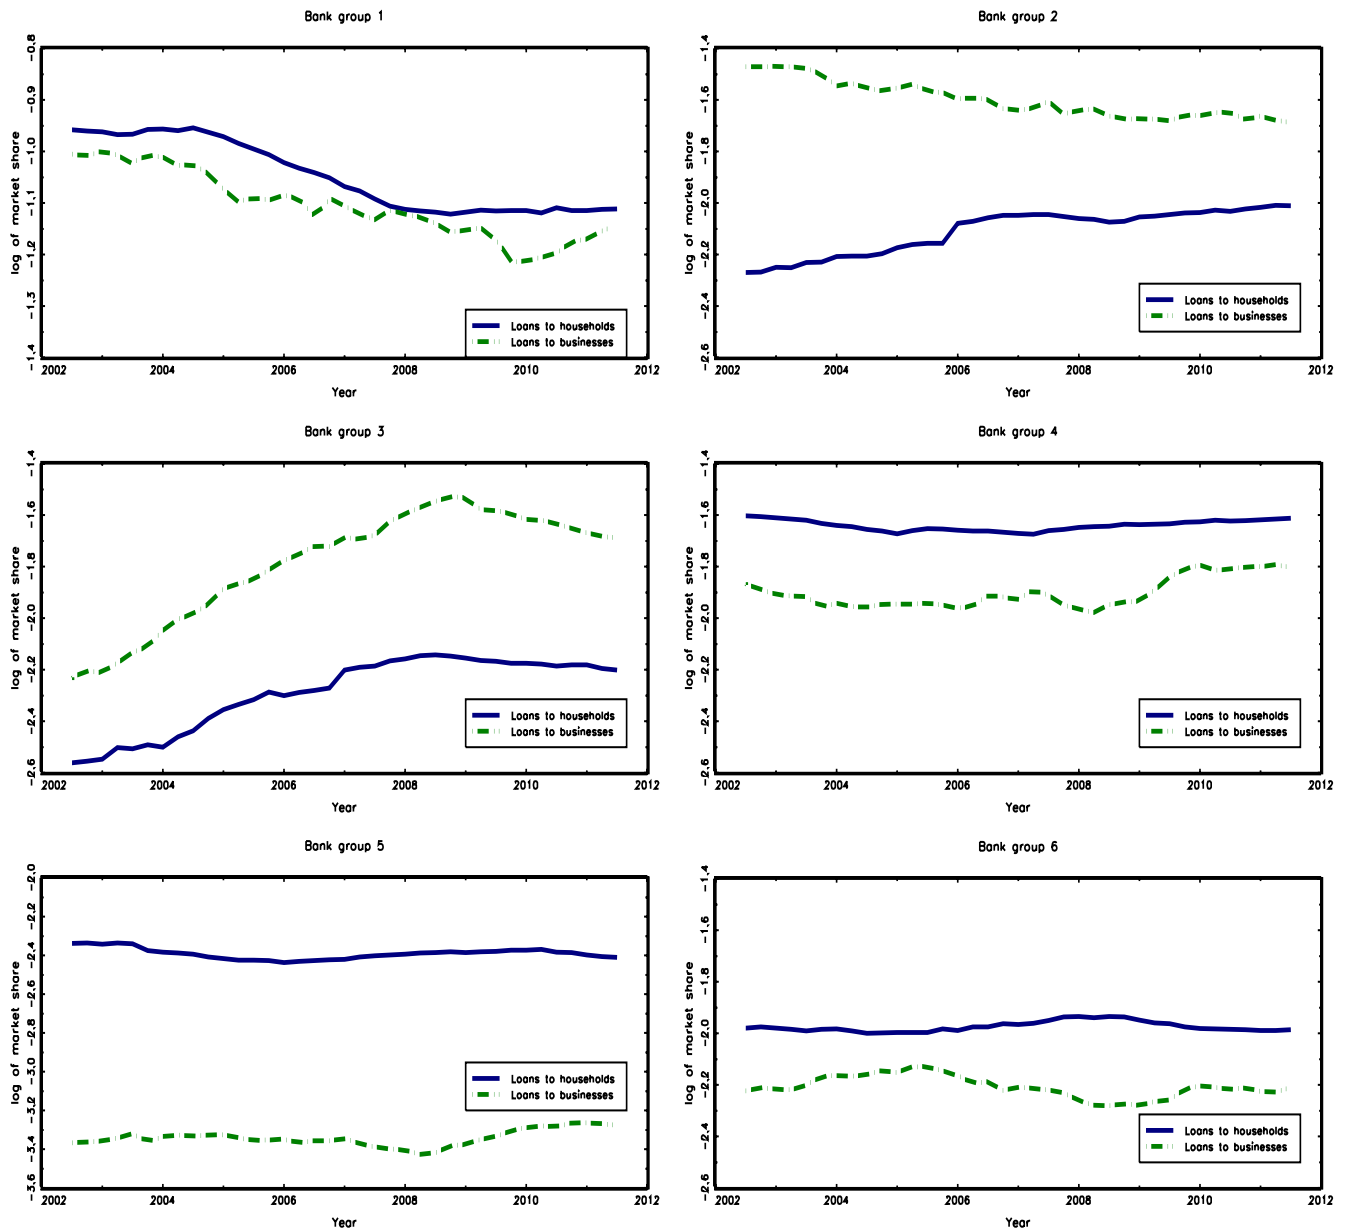 Bank group 1
-0.8
-0.9
-1.0
-1.1
-1.2
-1.3
-1.4
log of market share
Loans to households
Loans to businesses
2002 2004 2006 2008 2010 2012
Year
Bank group 2
-1.4
-1.6
-1.8
-2.0
-2.2
-2.4
-2.6
log of market share
Loans to households
Loans to businesses
2002 2004 2006 2008 2010 2012
Year
Bank group 3
-1.4
-1.6
-1.8
-2.0
-2.2
-2.4
-2.6
log of market share
Loans to households
Loans to businesses
2002 2004 2006 2008 2010 2012
Year
Bank group 4
-1.4
-1.6
-1.8
-2.0
-2.2
-2.4
-2.6
log of market share
Loans to households
Loans to businesses
2002 2004 2006 2008 2010 2012
Year
Bank group 5
-2.0
-2.2
-2.4
-2.6
-2.8
-3.0
-3.2
-3.4
-3.6
log of market share
Loans to households
Loans to businesses
2002 2004 2006 2008 2010 2012
Year
Bank group 6
-1.4
-1.6
-1.8
-2.0
-2.2
-2.4
-2.6
log of market share
Loans to households
Loans to businesses
2002 2004 2006 2008 2010 2012
Year